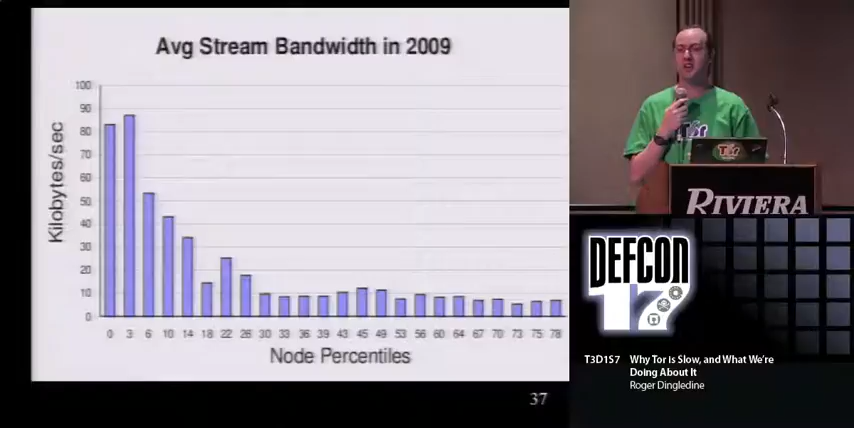 Avg Stream Bandwidth in 2009
Kilobytes/sec
100
90
80
70
60
50
40
30
20
10
0
0 3 6 10 14 18 22 26 30 33 36 39 43 45 49 53 56 60 64 67 70 73 75 78
Node Percentiles
37
Tor
RIVIERA
DEFCON
17
T3D1S7 Why Tor is Slow, and What We're
Doing About It
Roger Dingledine